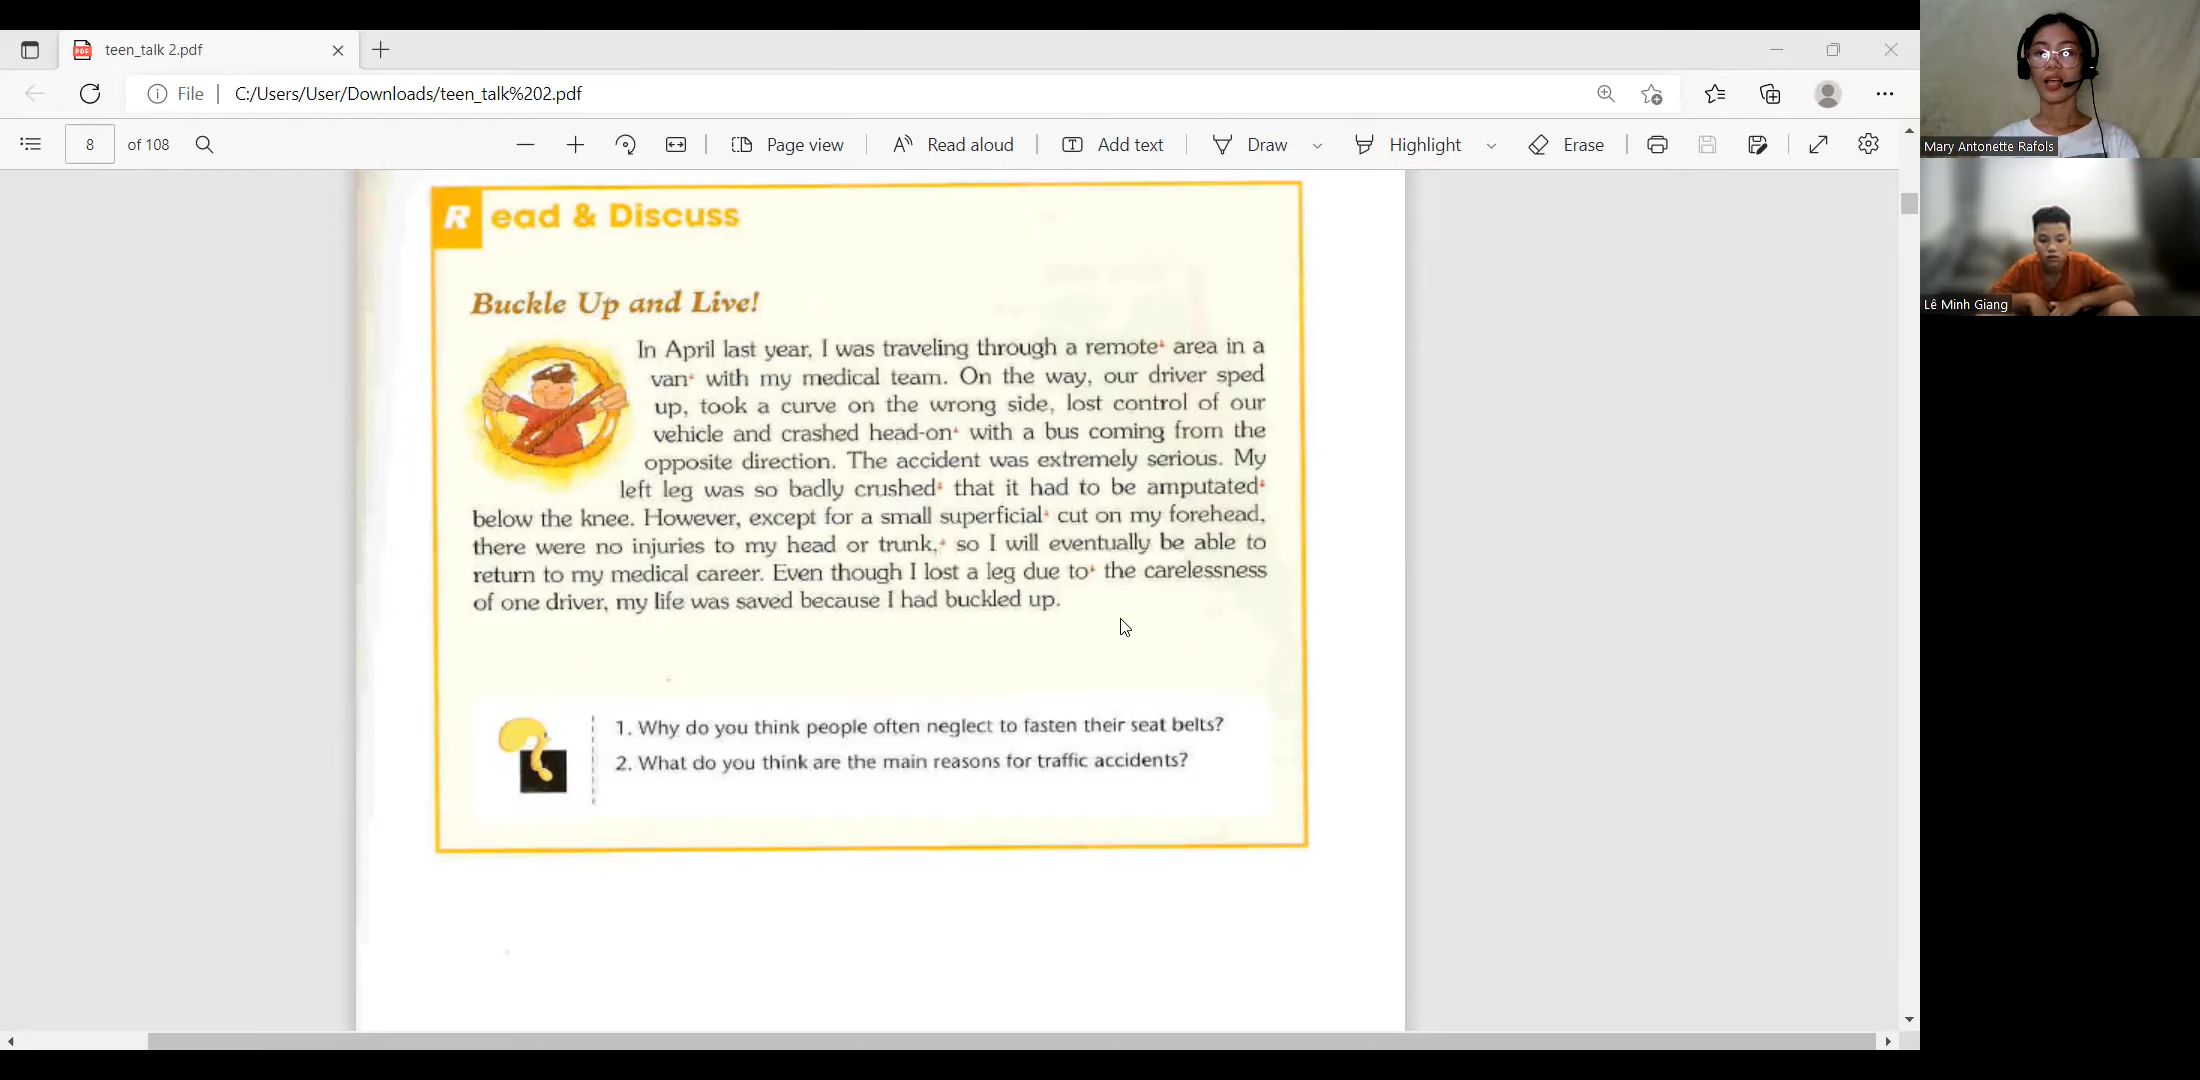 teen_talk 2.pdf
File
C:/Users/User/Downloads/teen_talk%202.pdf
8 of 108
Page view
Read aloud
Add text
Draw
Highlight
Erase
Read & Discuss
Buckle Up and Live!
In April last year, I was traveling through a remote+ area in a
van+ with my medical team. On the way, our driver sped
up, took a curve on the wrong side, lost control of our
vehicle and crashed head-on+ with a bus coming from the
opposite direction. The accident was extremely serious. My
left leg was so badly crushed+ that it had to be amputated+
below the knee. However, except for a small superficial+ cut on my forehead,
there were no injuries to my head or trunk,+ so I will eventually be able to
return to my medical career. Even though I lost a leg due to+ the carelessness
of one driver, my life was saved because I had buckled up.
1. Why do you think people often neglect to fasten their seat belts?
2. What do you think are the main reasons for traffic accidents?
Mary Antonette Rafols
Lê Minh Giang